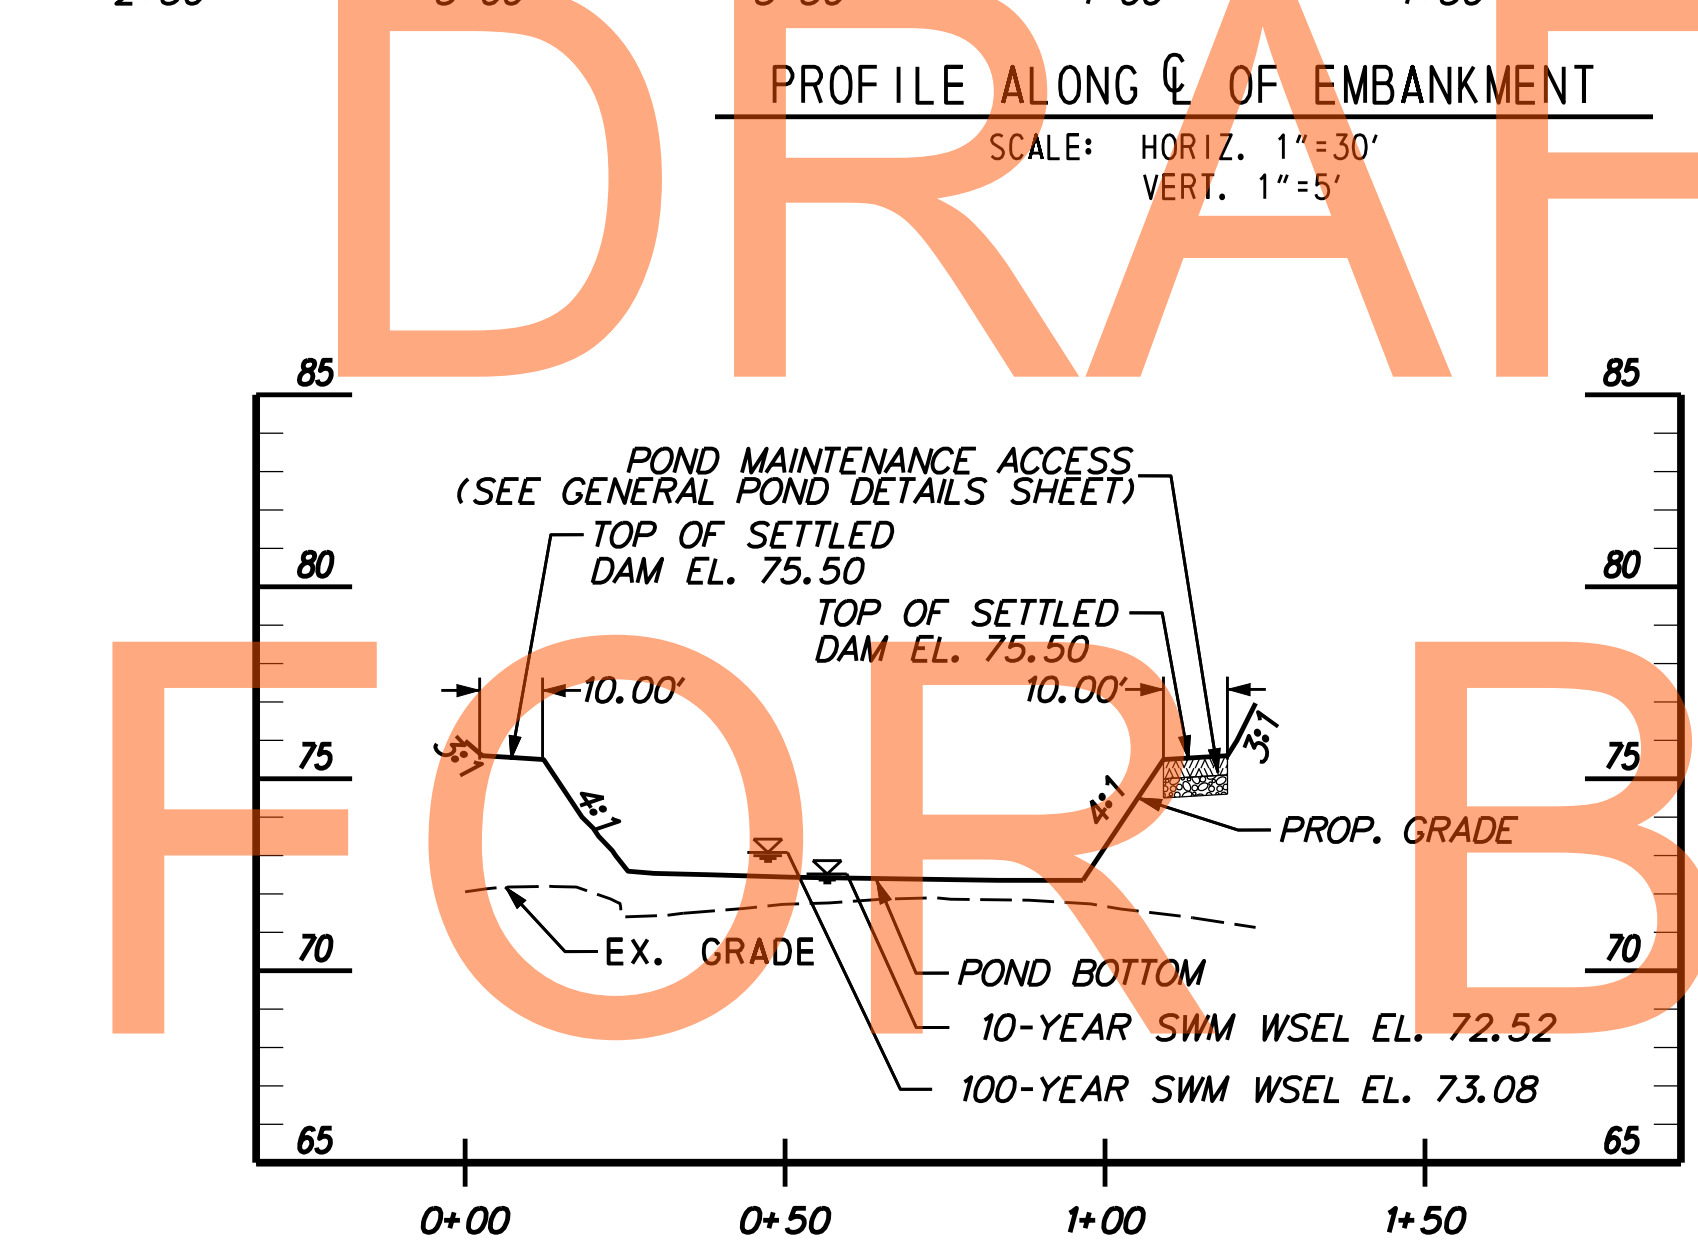 PROFILE ALONG ℄ OF EMBANKMENT
SCALE: HORIZ. 1"=30'
VERT. 1"=5'
85
85
POND MAINTENANCE ACCESS
(SEE GENERAL POND DETAILS SHEET)
TOP OF SETTLED
DAM EL. 75.50
80
80
TOP OF SETTLED
DAM EL. 75.50
10.00'
10.00'
3:1
3:1
75
75
4:1
4:1
PROP. GRADE
EX. GRADE
70
70
POND BOTTOM
10-YEAR SWM WSEL EL. 72.52
100-YEAR SWM WSEL EL. 73.08
65
65
0+00 0+50 1+00 1+50
DRAF
FOR B